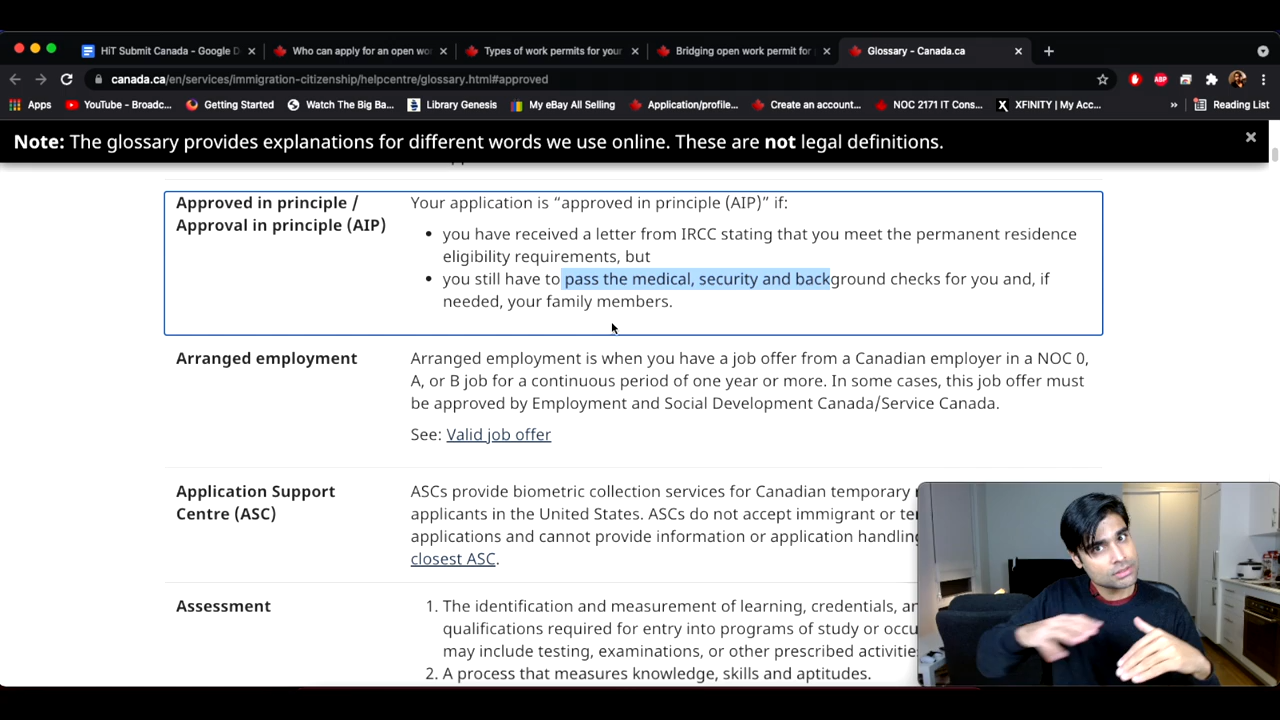 HiT Submit Canada - Google D
Who can apply for an open wo
Types of work permits for your
Bridging open work permit for
Glossary - Canada.ca
canada.ca/en/services/immigration-citizenship/helpcentre/glossary.html#approved
ABP
Apps
YouTube - Broadc...
Getting Started
Watch The Big Ba...
Library Genesis
My eBay All Selling
Application/profile...
Create an account...
NOC 2171 IT Cons...
XFINITY | My Acc...
»
Reading List
Note: The glossary provides explanations for different words we use online. These are not legal definitions.
Approved in principle /
Approval in principle (AIP)
Your application is “approved in principle (AIP)” if:
• you have received a letter from IRCC stating that you meet the permanent residence
eligibility requirements, but
• you still have to pass the medical, security and background checks for you and, if
needed, your family members.
Arranged employment
Arranged employment is when you have a job offer from a Canadian employer in a NOC 0,
A, or B job for a continuous period of one year or more. In some cases, this job offer must
be approved by Employment and Social Development Canada/Service Canada.
See: Valid job offer
Application Support
Centre (ASC)
ASCs provide biometric collection services for Canadian temporary
applicants in the United States. ASCs do not accept immigrant or
applications and cannot provide information or application handling
closest ASC.
Assessment
1. The identification and measurement of learning, credentials,
qualifications required for entry into programs of study or
may include testing, examinations, or other prescribed
2. A process that measures knowledge, skills and aptitudes.